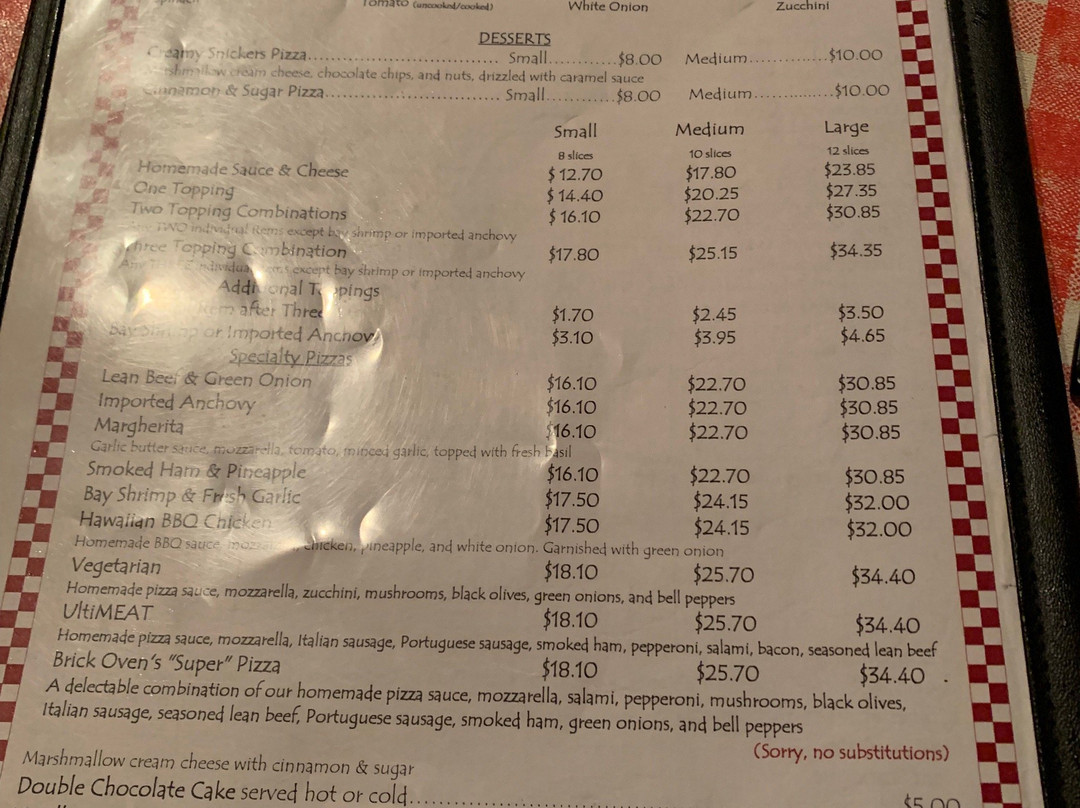 Tomato (uncooked/cooked) White Onion Zucchini
DESSERTS
Creamy Snickers Pizza.............................. Small............$8.00 Medium..............$10.00
cream cheese, chocolate chips, and nuts, drizzled with caramel sauce
Cinnamon & Sugar Pizza........................... Small............$8.00 Medium..............$10.00
Small Medium Large
8 slices 10 slices 12 slices
Homemade Sauce & Cheese $ 12.70 $17.80 $23.85
One Topping $ 14.40 $20.25 $27.35
Two Topping Combinations $ 16.10 $22.70 $30.85
TWO individual items except bay shrimp or imported anchovy
Three Topping Combination $17.80 $25.15 $34.35
individual items except bay shrimp or imported anchovy
Additional Toppings
Item after Three $1.70 $2.45 $3.50
Bay Shrimp or Imported Anchovy $3.10 $3.95 $4.65
Specialty Pizzas
Lean Beef & Green Onion $16.10 $22.70 $30.85
Imported Anchovy $16.10 $22.70 $30.85
Margherita $16.10 $22.70 $30.85
Garlic butter sauce, mozzarella, tomato, minced garlic, topped with fresh basil
Smoked Ham & Pineapple $16.10 $22.70 $30.85
Bay Shrimp & Fresh Garlic $17.50 $24.15 $32.00
Hawaiian BBQ Chicken $17.50 $24.15 $32.00
Homemade BBQ sauce, mozzarella, chicken, pineapple, and white onion. Garnished with green onion
Vegetarian $18.10 $25.70 $34.40
Homemade pizza sauce, mozzarella, zucchini, mushrooms, black olives, green onions, and bell peppers
UltiMEAT $18.10 $25.70 $34.40
Homemade pizza sauce, mozzarella, Italian sausage, Portuguese sausage, smoked ham, pepperoni, salami, bacon, seasoned lean beef
Brick Oven's "Super" Pizza $18.10 $25.70 $34.40 .
A delectable combination of our homemade pizza sauce, mozzarella, salami, pepperoni, mushrooms, black olives,
Italian sausage, seasoned lean beef, Portuguese sausage, smoked ham, green onions, and bell peppers
(Sorry, no substitutions)
Marshmallow cream cheese with cinnamon & sugar
Double Chocolate Cake served hot or cold.............................. $5.00